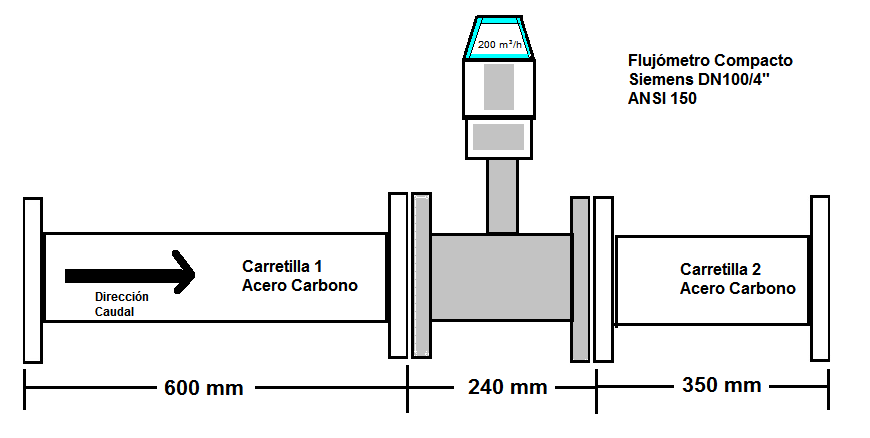 200 m³/h
Flujómetro Compacto
Siemens DN100/4"
ANSI 150
Carretilla 1
Acero Carbono
Dirección
Caudal
Carretilla 2
Acero Carbono
600 mm
240 mm
350 mm